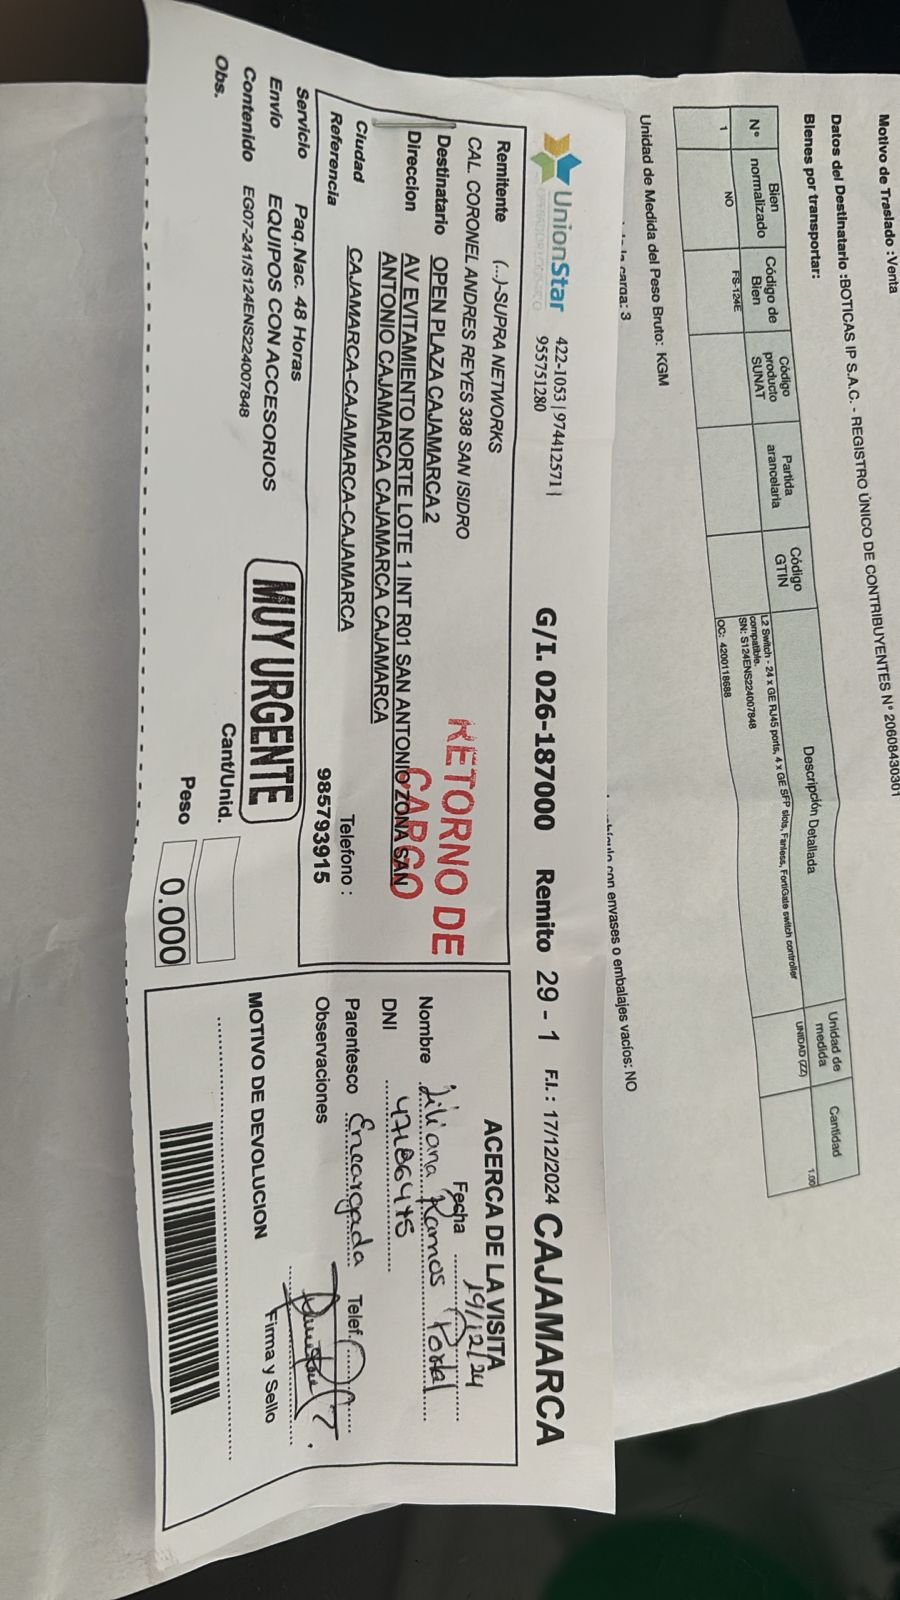 Motivo de Traslado :Venta
Datos del Destinatario :BOTICAS IP S.A.C. - REGISTRO ÚNICO DE CONTRIBUYENTES N° 20608430301
Bienes por transportar:
N° Bien normalizado Código de Bien Código producto SUNAT Partida arancelaria Código GTIN Descripción Detallada Unidad de medida Cantidad
1 NO FS-124E L2 Switch - 24 x GE RJ45 ports, 4 x GE SFP slots, Fanless, FortiGate switch controller UNIDAD (ZZ) 1.00
compatible.
SN: S124ENS224007848
OC: 4200118688
Unidad de Medida del Peso Bruto: KGM
carga: 3
con envases o embalajes vacíos: NO
UnionStar
422-1053 | 974412571 |
955751280
G/I. 026-187000 Remito 29 - 1 F.I.: 17/12/2024 CAJAMARCA
Remitente (...)-SUPRA NETWORKS
CAL. CORONEL ANDRES REYES 338 SAN ISIDRO
Destinatario OPEN PLAZA CAJAMARCA 2
Direccion AV EVITAMIENTO NORTE LOTE 1 INT R01 SAN ANTONIO ZONA SAN
ANTONIO CAJAMARCA CAJAMARCA CAJAMARCA
Ciudad CAJAMARCA-CAJAMARCA-CAJAMARCA
Referencia
Telefono :
985793915
RETORNO DE
CARGO
Servicio Paq.Nac. 48 Horas
Envio EQUIPOS CON ACCESORIOS
Contenido EG07-241/S124ENS224007848
Obs.
MUY URGENTE
Cant/Unid.
Peso 0.000
ACERCA DE LA VISITA
Fecha 19/12/24
Nombre Liliana Ramos Portal
DNI
Parentesco Encargada Telef.
Observaciones
Firma y Sello
MOTIVO DE DEVOLUCION